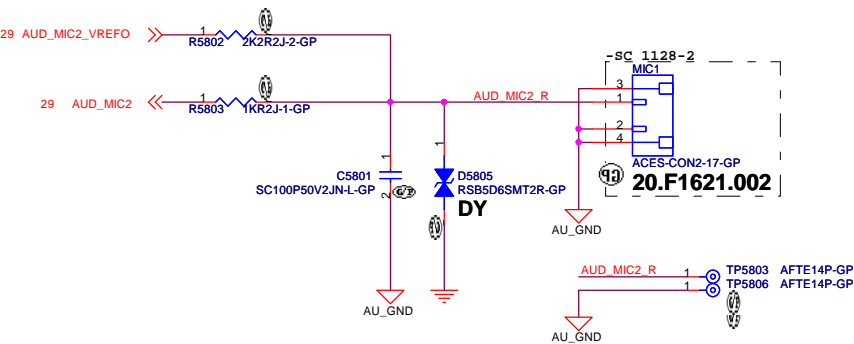 -SC 1128-2
29 AUD_MIC2_VREFO
1
R5802 2K2R2J-2-GP
MIC1
3
AUD_MIC2_R
1
29 AUD_MIC2
1
R5803 1KR2J-1-GP
2
4
1
1
C5801
SC100P50V2JN-L-GP
2
D5805
RSB5D6SMT2R-GP
DY
ACES-CON2-17-GP
20.F1621.002
AU_GND
AUD_MIC2_R
1
TP5803 AFTE14P-GP
1
TP5806 AFTE14P-GP
AU_GND
AU_GND